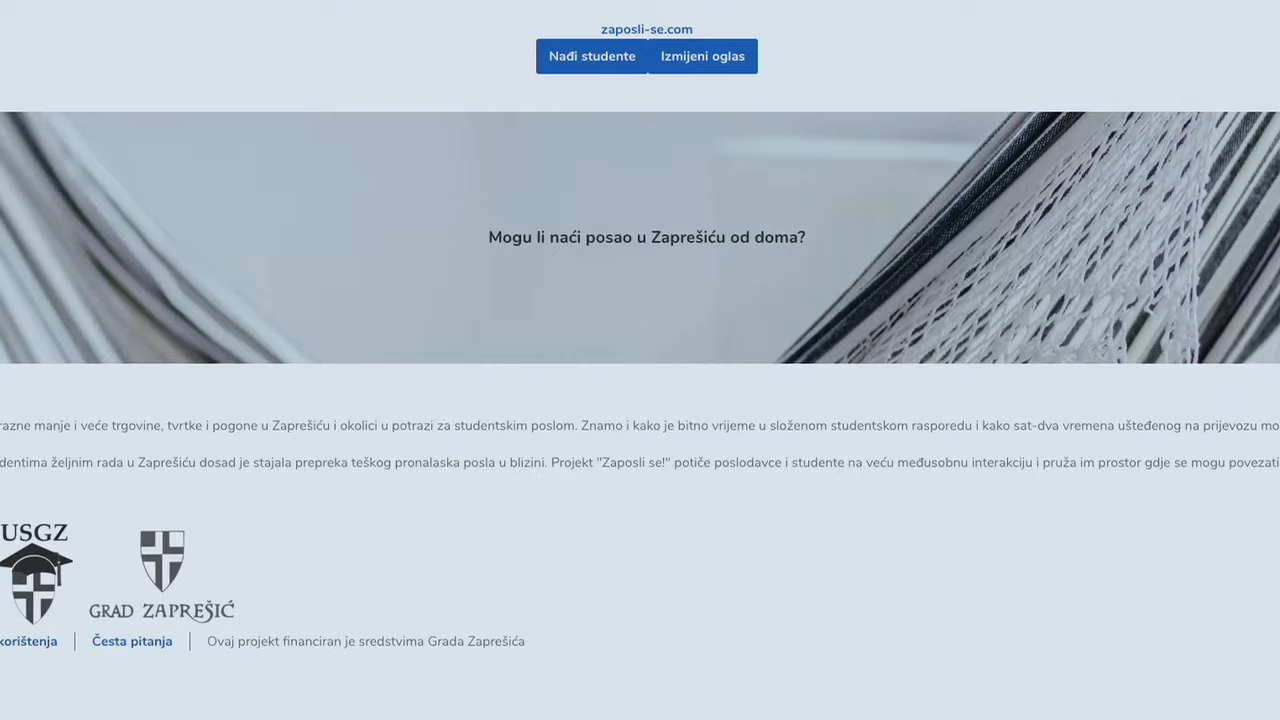 zaposli-se.com
Nađi studente Izmijeni oglas
Mogu li naći posao u Zaprešiću od doma?
razne manje i veće trgovine, tvrtke i pogone u Zaprešiću i okolici u potrazi za studentskim poslom. Znamo i kako je bitno vrijeme u složenom studentskom rasporedu i kako sat-dva vremena ušteđenog na prijevozu mo
dentima željnim rada u Zaprešiću dosad je stajala prepreka teškog pronalaska posla u blizini. Projekt "Zaposli se!" potiče poslodavce i studente na veću međusobnu interakciju i pruža im prostor gdje se mogu povezati
USGZ
GRAD ZAPREŠIĆ
korištenja Česta pitanja Ovaj projekt financiran je sredstvima Grada Zaprešića